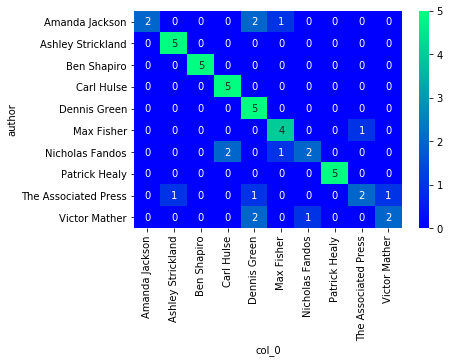 author
Amanda Jackson 2 0 0 0 2 1 0 0 0 0
Ashley Strickland 0 5 0 0 0 0 0 0 0 0
Ben Shapiro 0 0 5 0 0 0 0 0 0 0
Carl Hulse 0 0 0 5 0 0 0 0 0 0
Dennis Green 0 0 0 0 5 0 0 0 0 0
Max Fisher 0 0 0 0 0 4 0 0 1 0
Nicholas Fandos 0 0 0 2 0 1 2 0 0 0
Patrick Healy 0 0 0 0 0 0 0 5 0 0
The Associated Press 0 1 0 0 1 0 0 0 2 1
Victor Mather 0 0 0 0 2 0 1 0 0 2
Amanda Jackson
Ashley Strickland
Ben Shapiro
Carl Hulse
Dennis Green
Max Fisher
Nicholas Fandos
Patrick Healy
The Associated Press
Victor Mather
col_0
5
4
3
2
1
0